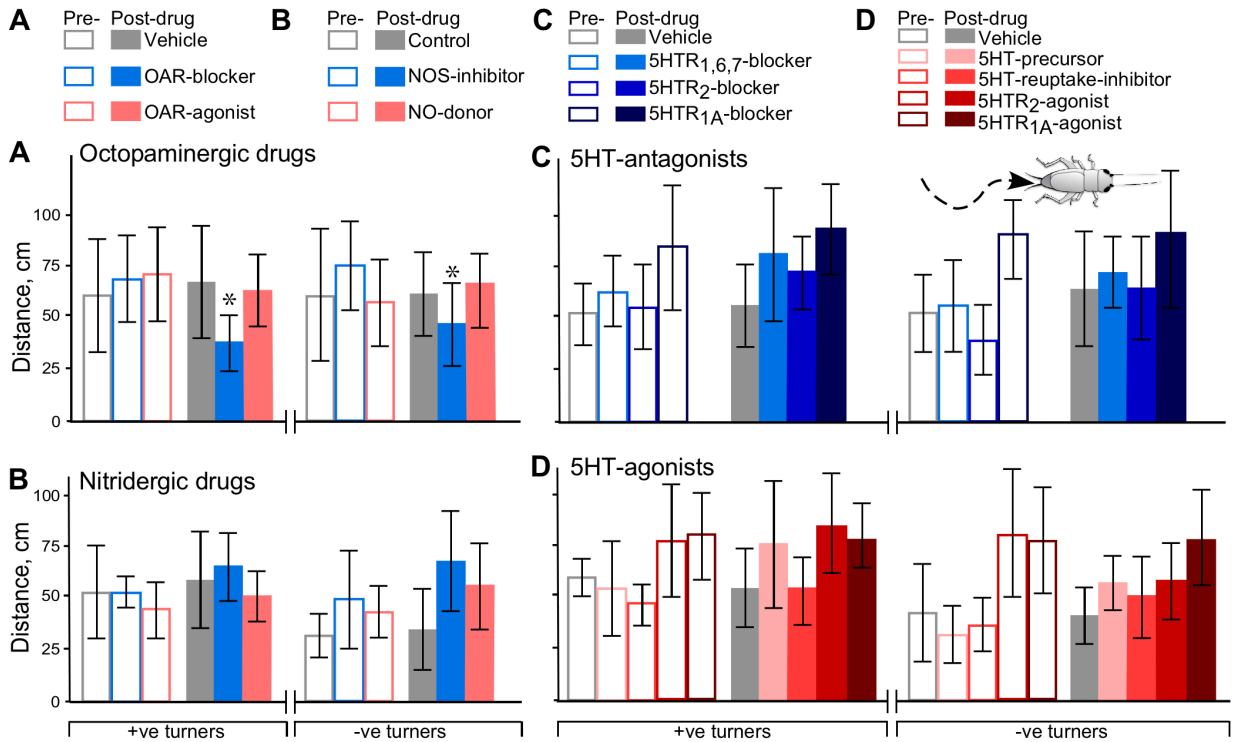 A
Pre- Post-drug
Vehicle
OAR-blocker
OAR-agonist
B
Pre- Post-drug
Control
NOS-inhibitor
NO-donor
C
Pre- Post-drug
Vehicle
5HTR1,6,7-blocker
5HTR2-blocker
5HTR1A-blocker
D
Pre- Post-drug
Vehicle
5HT-precursor
5HT-reuptake-inhibitor
5HTR2-agonist
5HTR1A-agonist
A
Octopaminergic drugs
Distance, cm
100
75
50
25
0
*
*
C
5HT-antagonists
B
Nitridergic drugs
Distance, cm
100
75
50
25
0
+ve turners
-ve turners
D
5HT-agonists
+ve turners
-ve turners